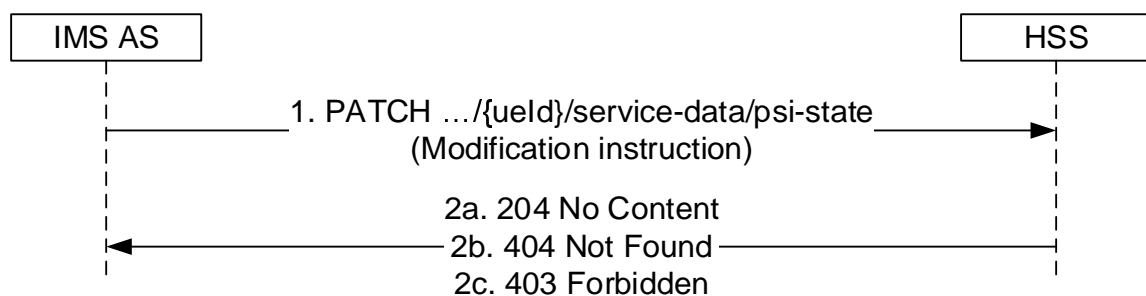 IMS AS
HSS
1. PATCH …/{ueId}/service-data/psi-state
(Modification instruction)
2a. 204 No Content
2b. 404 Not Found
2c. 403 Forbidden